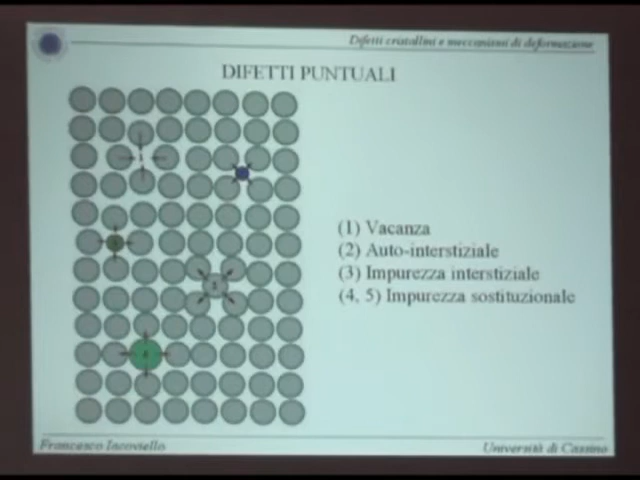 Difetti cristallini e meccanismi di deformazione
DIFETTI PUNTUALI
(1) Vacanza
(2) Auto-interstiziale
(3) Impurezza interstiziale
(4, 5) Impurezza sostituzionale
Francesco Iacoviello
Università di Cassino